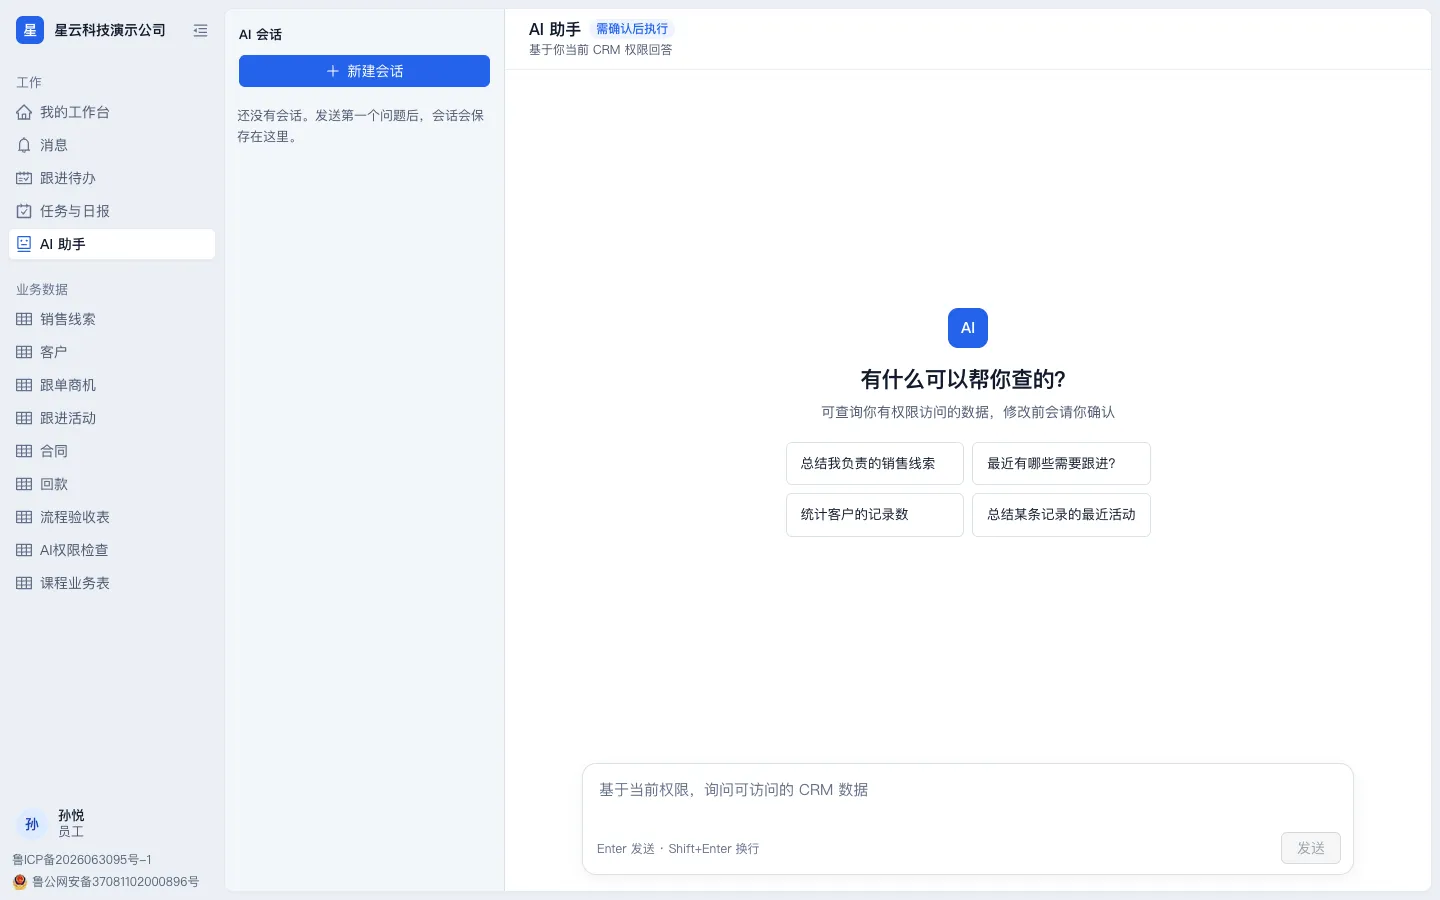 星
星云科技演示公司
工作
我的工作台
消息
跟进待办
任务与日报
AI 助手
业务数据
销售线索
客户
跟单商机
跟进活动
合同
回款
流程验收表
AI权限检查
课程业务表
孙
孙悦
员工
鲁ICP备2026063095号-1
鲁公网安备37081102000896号
AI 会话
+ 新建会话
还没有会话。发送第一个问题后，会话会保
存在这里。
AI 助手 需确认后执行
基于你当前 CRM 权限回答
AI
有什么可以帮你查的?
可查询你有权限访问的数据，修改前会请你确认
总结我负责的销售线索
最近有哪些需要跟进?
统计客户的记录数
总结某条记录的最近活动
基于当前权限，询问可访问的 CRM 数据
Enter 发送 · Shift+Enter 换行
发送